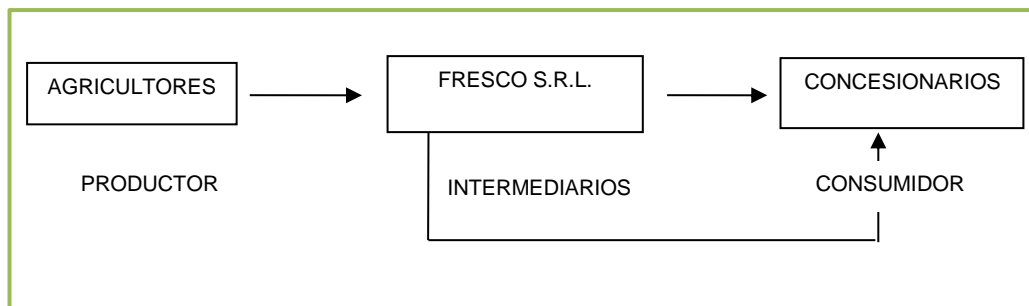 AGRICULTORES
FRESCO S.R.L.
CONCESIONARIOS
PRODUCTOR
INTERMEDIARIOS
CONSUMIDOR